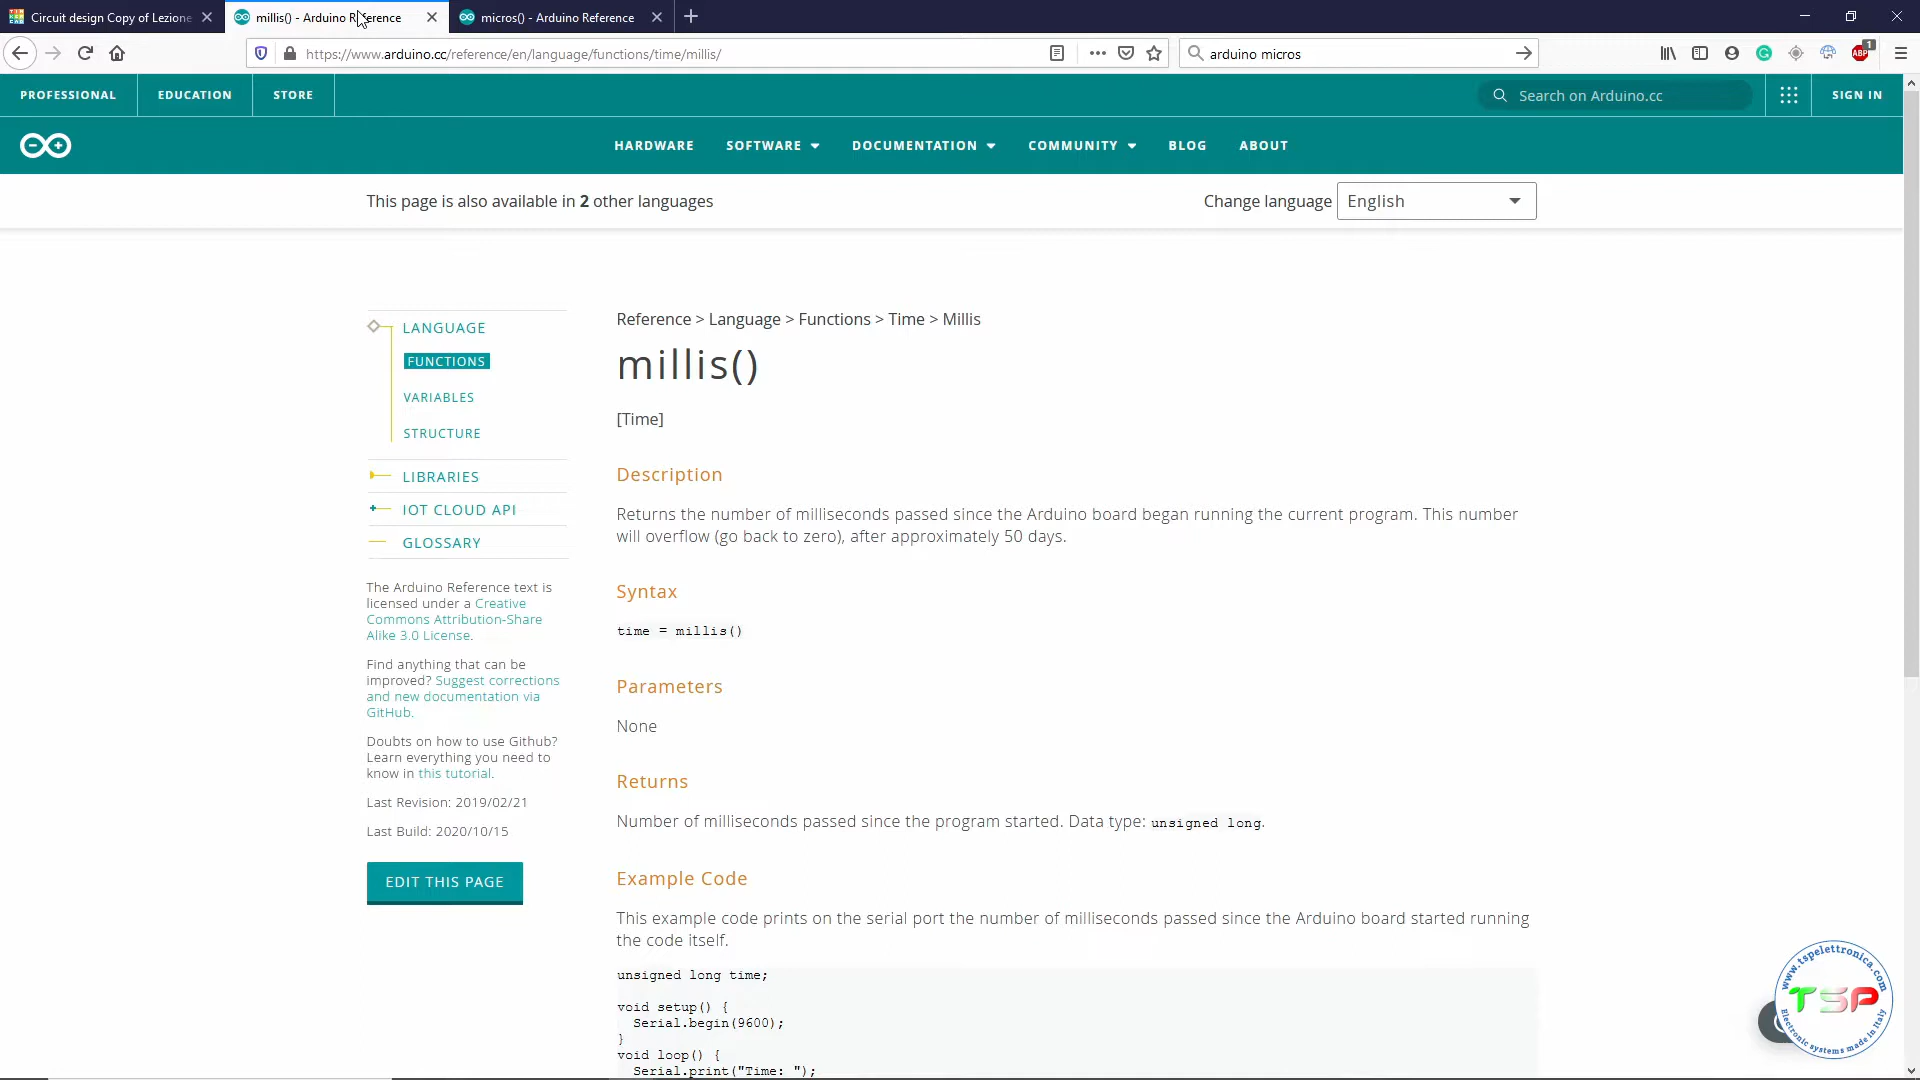 Circuit design Copy of Lezione
millis() - Arduino Reference
micros() - Arduino Reference
https://www.arduino.cc/reference/en/language/functions/time/millis/
arduino micros
ABP
1
PROFESSIONAL
EDUCATION
STORE
Search on Arduino.cc
SIGN IN
HARDWARE
SOFTWARE
DOCUMENTATION
COMMUNITY
BLOG
ABOUT
This page is also available in 2 other languages
Change language
English
LANGUAGE
FUNCTIONS
VARIABLES
STRUCTURE
LIBRARIES
IOT CLOUD API
GLOSSARY
The Arduino Reference text is
licensed under a Creative
Commons Attribution-Share
Alike 3.0 License.
Find anything that can be
improved? Suggest corrections
and new documentation via
GitHub.
Doubts on how to use Github?
Learn everything you need to
know in this tutorial.
Last Revision: 2019/02/21
Last Build: 2020/10/15
EDIT THIS PAGE
Reference > Language > Functions > Time > Millis
millis()
[Time]
Description
Returns the number of milliseconds passed since the Arduino board began running the current program. This number
will overflow (go back to zero), after approximately 50 days.
Syntax
time = millis()
Parameters
None
Returns
Number of milliseconds passed since the program started. Data type: unsigned long.
Example Code
This example code prints on the serial port the number of milliseconds passed since the Arduino board started running
the code itself.
unsigned long time;
void setup() {
Serial.begin(9600);
}
void loop() {
Serial.print("Time: ");
www.tspelettronica.com
TSP
Electronic systems made in Italy